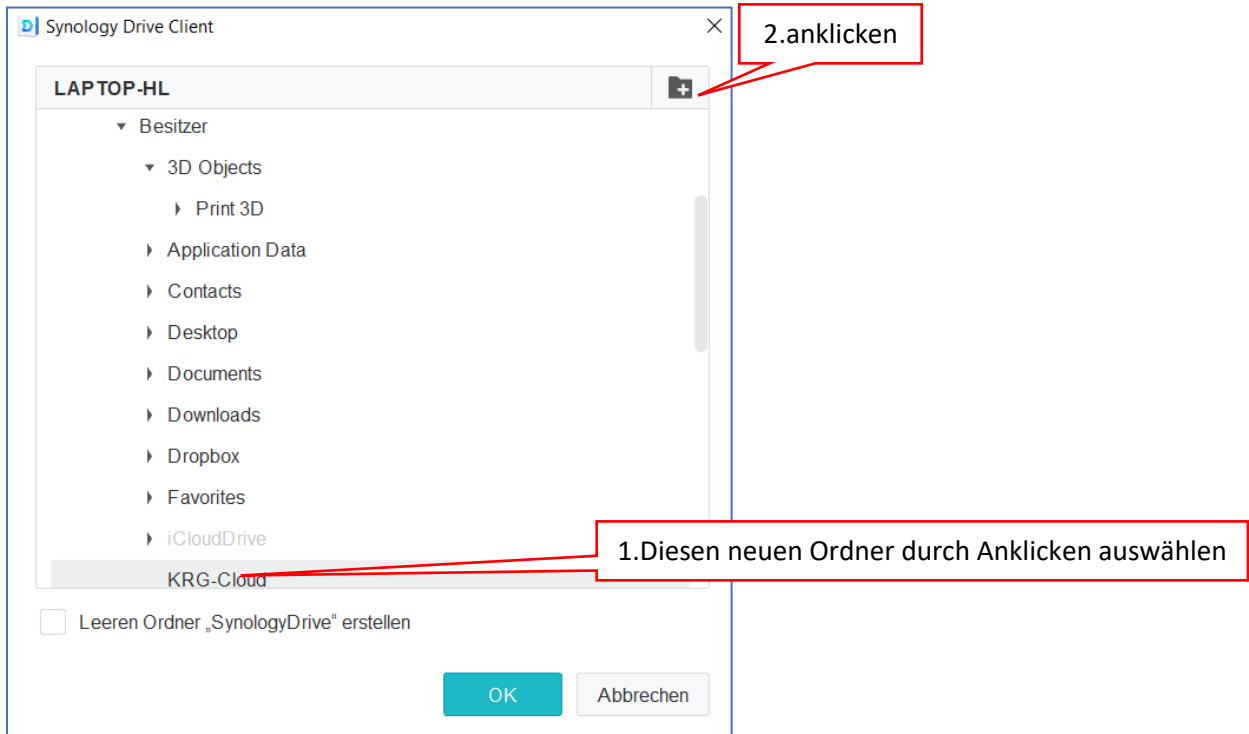 Synology Drive Client
2.anklicken
LAPTOP-HL
Besitzer
3D Objects
Print 3D
Application Data
Contacts
Desktop
Documents
Downloads
Dropbox
Favorites
iCloudDrive
1.Diesen neuen Ordner durch Anklicken auswählen
KRG-Cloud
Leeren Ordner „SynologyDrive“ erstellen
OK
Abbrechen